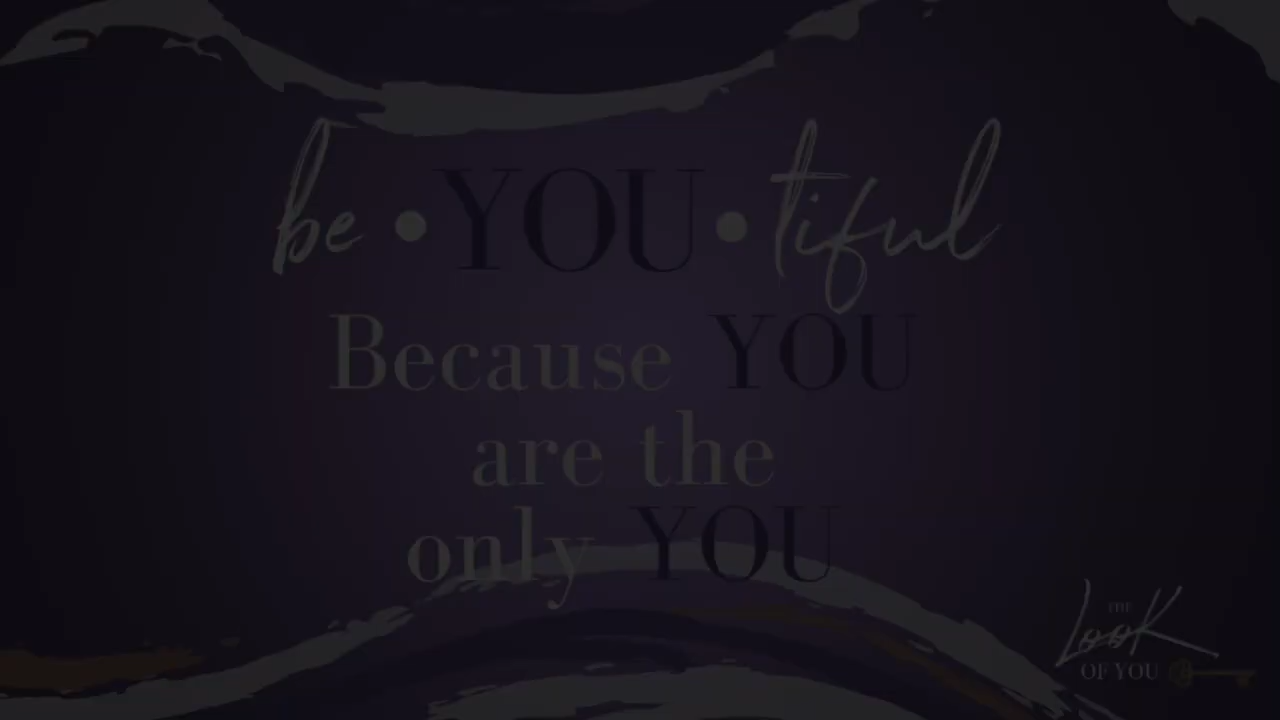 be • YOU • tiful
Because YOU
are the
only YOU
THE
Look
OF YOU